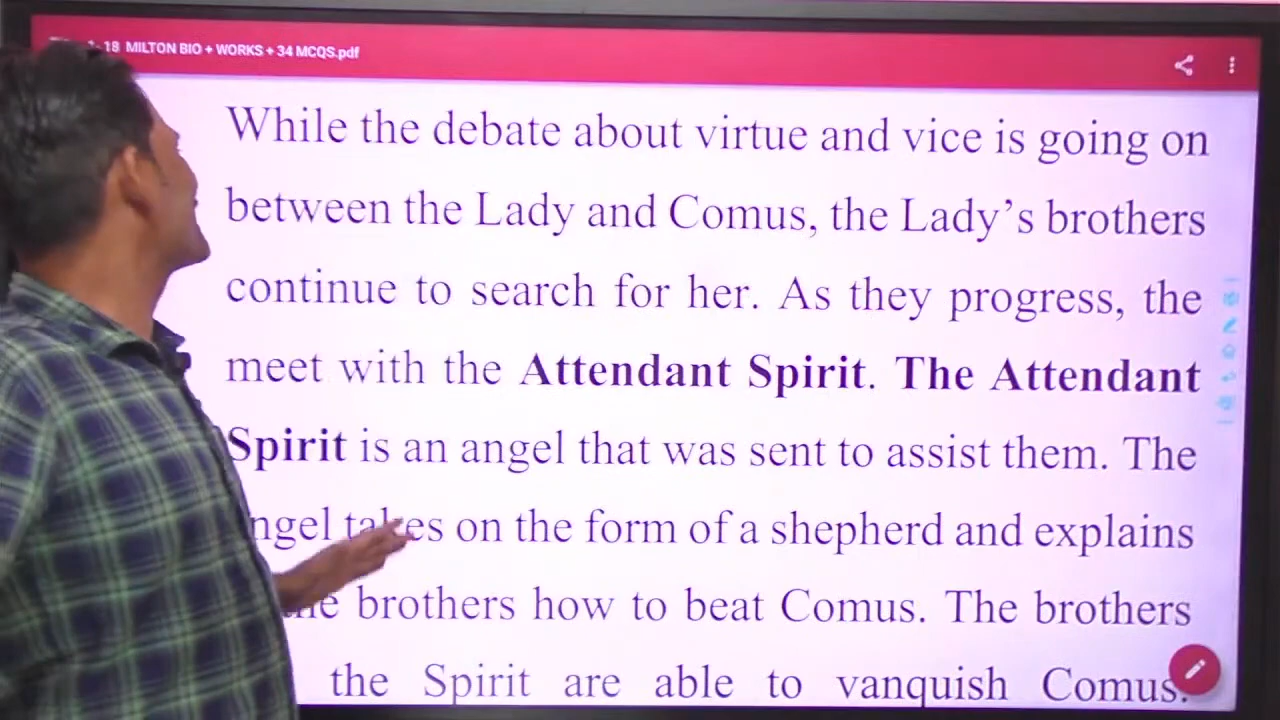 18 MILTON BIO + WORKS + 34 MCQS.pdf
While the debate about virtue and vice is going on
between the Lady and Comus, the Lady's brothers
continue to search for her. As they progress, the
meet with the Attendant Spirit. The Attendant
Spirit is an angel that was sent to assist them. The
ngel takes on the form of a shepherd and explains
brothers how to beat Comus. The brothers
the Spirit are able to vanquish Comus.